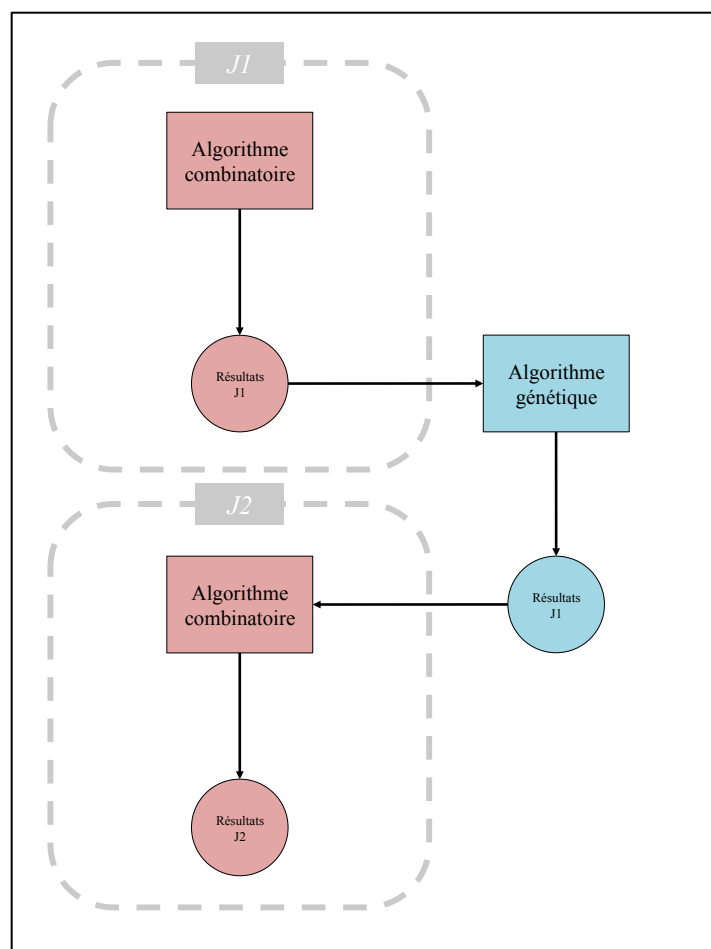 J1
Algorithme
combinatoire
Résultats
J1
Algorithme
génétique
J2
Algorithme
combinatoire
Résultats
J1
Résultats
J2